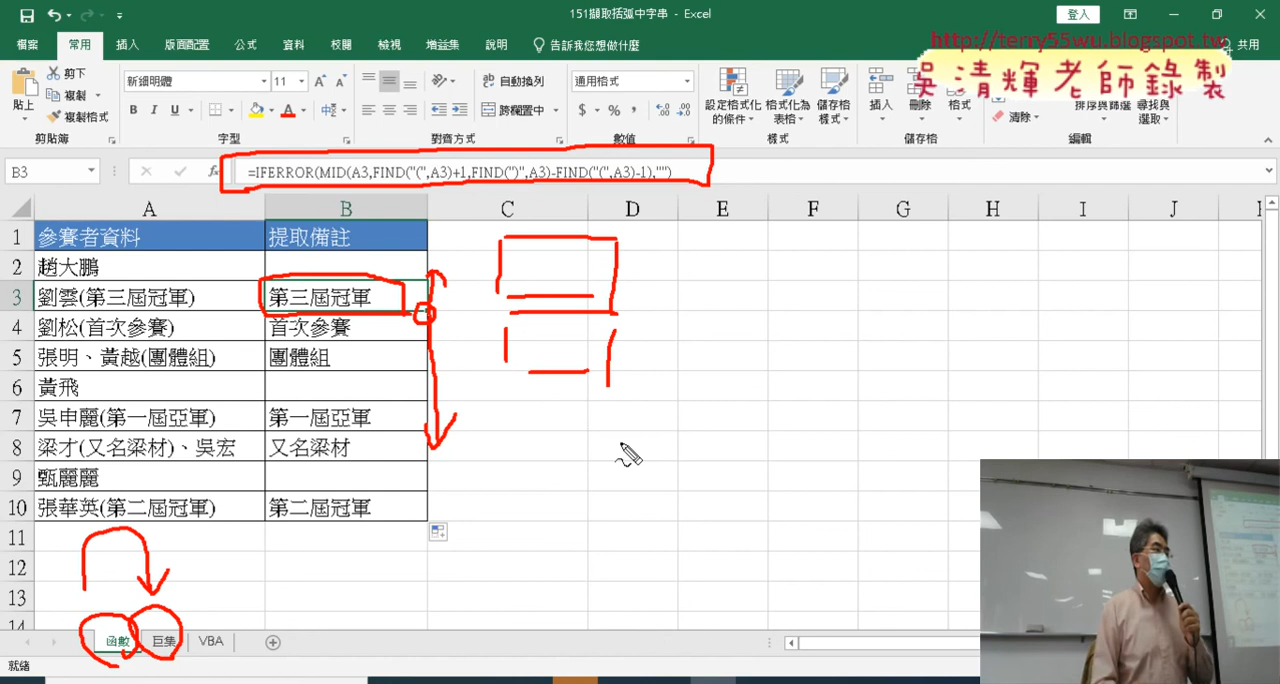 151擷取括弧中字串 - Excel
登入
檔案 常用 插入 版面配置 公式 資料 校閱 檢視 增益集 說明 告訴我您想做什麼 共用
http://terry55wu.blogspot.tw
吳清輝老師錄製
貼上 剪下 複製 複製格式 剪貼簿
新細明體 11 B I U A 中 字型
ab 自動換列 跨欄置中 對齊方式
通用格式 $ % , 數值
設定格式化的條件 格式化為表格 儲存格樣式 樣式
插入 刪除 格式 儲存格
清除 排序與篩選 尋找與選取 編輯
B3 fx =IFERROR(MID(A3,FIND("(",A3)+1,FIND(")",A3)-FIND("(",A3)-1),"")
A B C D E F G H I J
1 參賽者資料 提取備註
2 趙大鵬
3 劉雲(第三屆冠軍) 第三屆冠軍
4 劉松(首次參賽) 首次參賽
5 張明、黃越(團體組) 團體組
6 黃飛
7 吳申麗(第一屆亞軍) 第一屆亞軍
8 梁才(又名梁材)、吳宏 又名梁材
9 甄麗麗
10 張華英(第二屆冠軍) 第二屆冠軍
11
12
13
14
函數 巨集 VBA
就緒